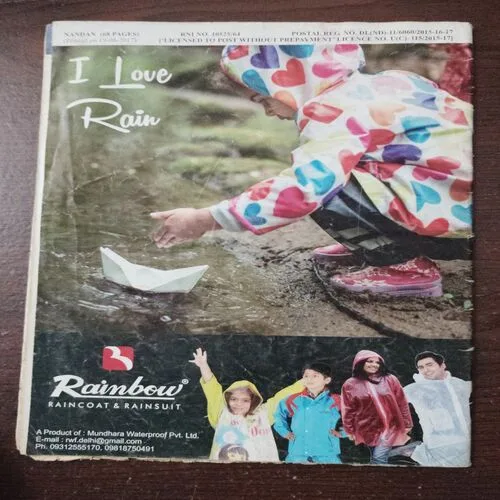 NANDAN (68 PAGES) RNI NO. 10525/64 POSTAL REG. NO. DL(ND)-11/6060/2015-16-17
["LICENSED TO POST WITHOUT PREPAYMENT" LICENCE NO. U(C)- 115/2015-17]
I Love
Rain
Rainbow®
RAINCOAT & RAINSUIT
A Product of : Mundhara Waterproof Pvt. Ltd.
E-mail : rwf.delhi@gmail.com
Ph. 09312555170, 09818750491